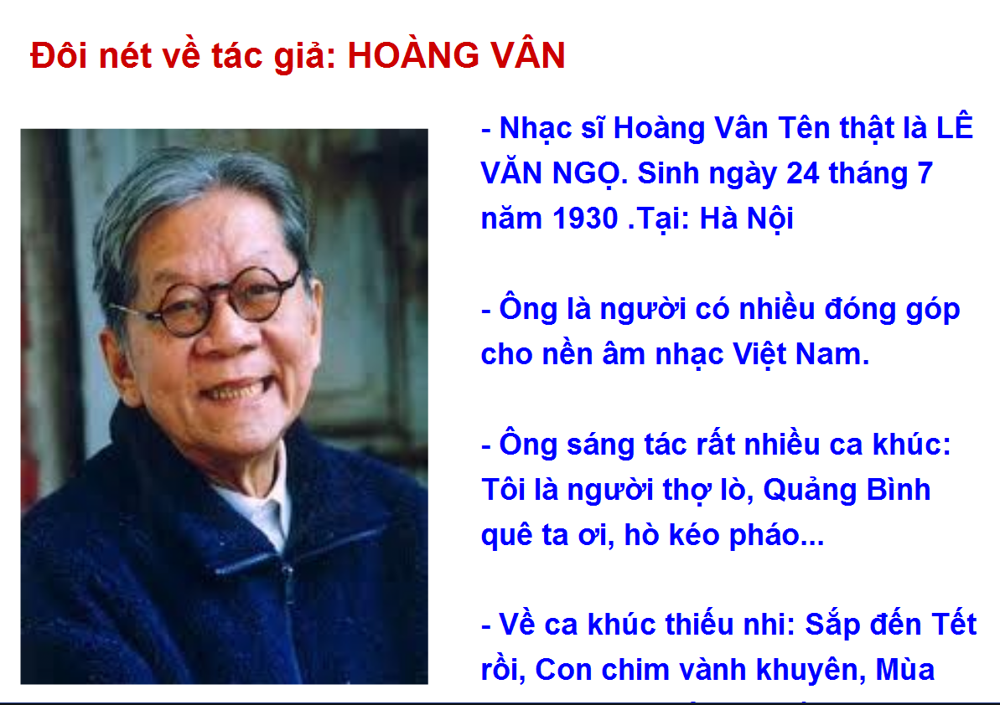 Đôi nét về tác giả: HOÀNG VÂN
- Nhạc sĩ Hoàng Vân Tên thật là LÊ
VĂN NGỌ. Sinh ngày 24 tháng 7
năm 1930 .Tại: Hà Nội
- Ông là người có nhiều đóng góp
cho nền âm nhạc Việt Nam.
- Ông sáng tác rất nhiều ca khúc:
Tôi là người thợ lò, Quảng Bình
quê ta ơi, hò kéo pháo...
- Về ca khúc thiếu nhi: Sắp đến Tết
rồi, Con chim vành khuyên, Mùa